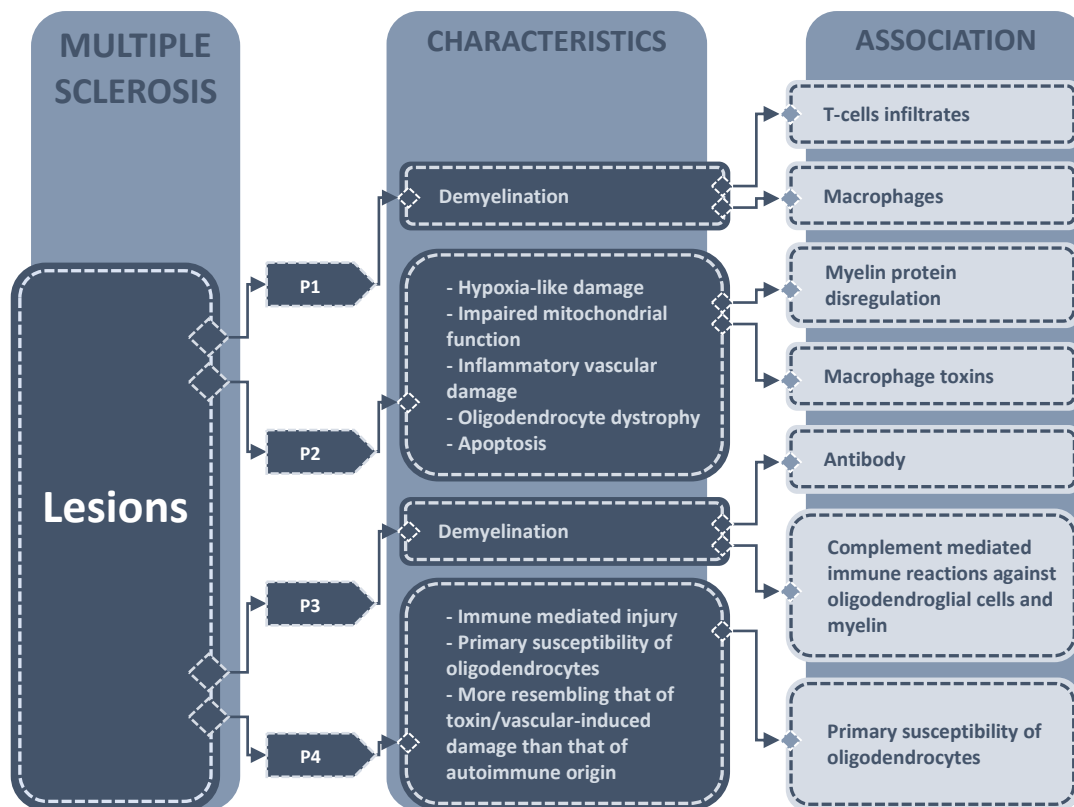 MULTIPLE
SCLEROSIS
Lesions
P1
P2
P3
P4
CHARACTERISTICS
Demyelination
- Hypoxia-like damage
- Impaired mitochondrial
function
- Inflammatory vascular
damage
- Oligodendrocyte dystrophy
- Apoptosis
Demyelination
- Immune mediated injury
- Primary susceptibility of
oligodendrocytes
- More resembling that of
toxin/vascular-induced
damage than that of
autoimmune origin
ASSOCIATION
T-cells infiltrates
Macrophages
Myelin protein
disregulation
Macrophage toxins
Antibody
Complement mediated
immune reactions against
oligodendroglial cells and
myelin
Primary susceptibility of
oligodendrocytes